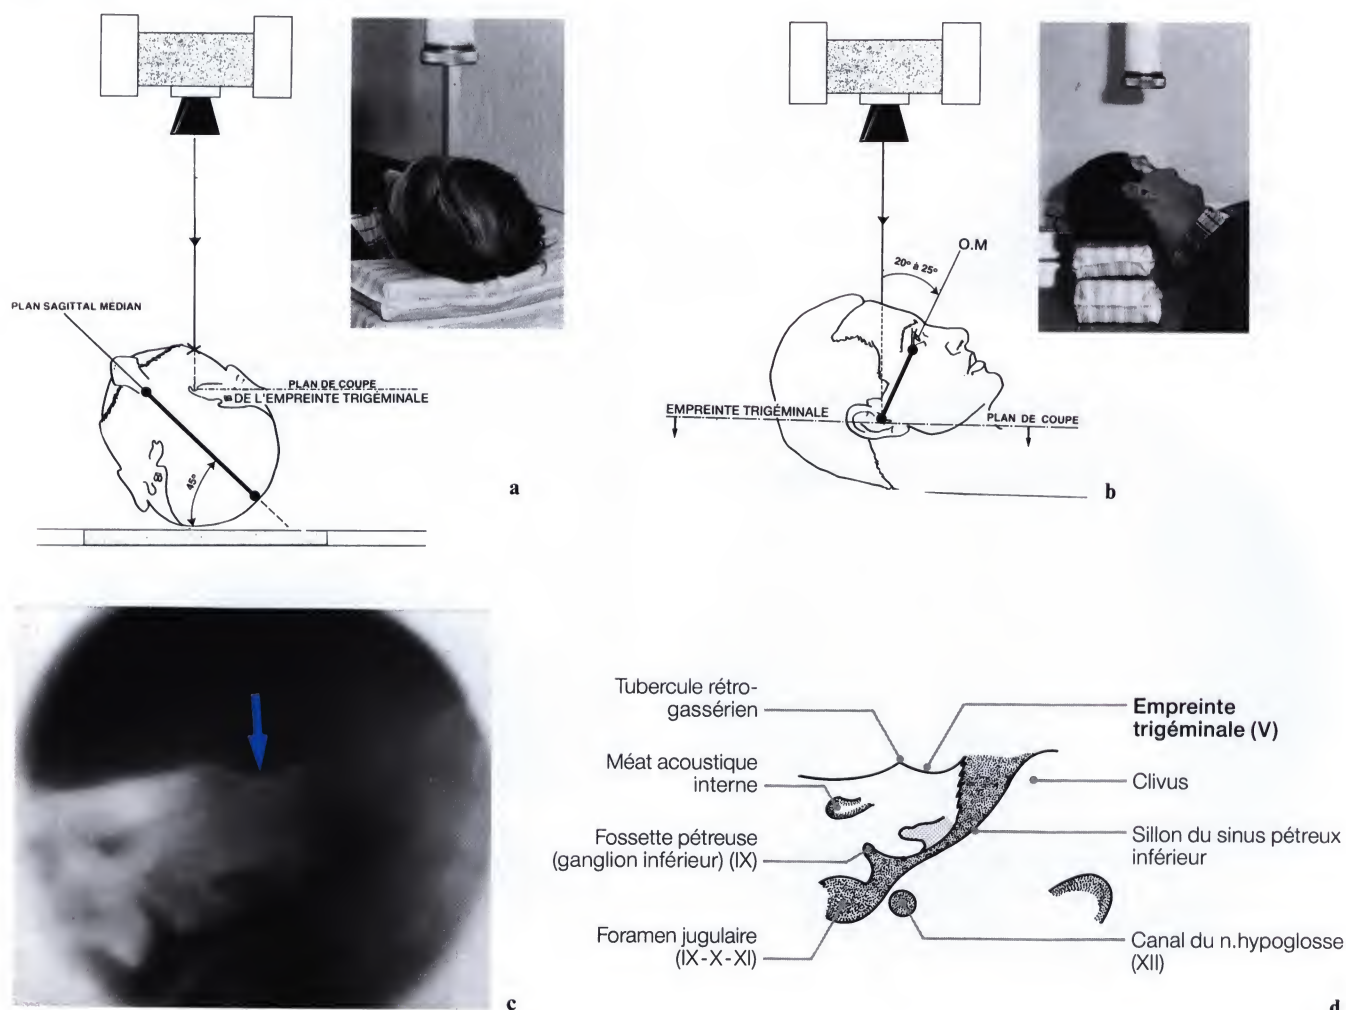 PLAN SAGITTAL MÉDIAN
PLAN DE COUPE
DE L'EMPREINTE TRIGÉMINALE
45°
a
O.M
20° à 25°
EMPREINTE TRIGÉMINALE
PLAN DE COUPE
b
c
Tubercule rétro-
gassérien
Méat acoustique
interne
Fossette pétreuse
(ganglion inférieur) (IX)
Foramen jugulaire
(IX-X-XI)
Empreinte
trigéminale (V)
Clivus
Sillon du sinus pétreux
inférieur
Canal du n.hypoglosse
(XII)
d